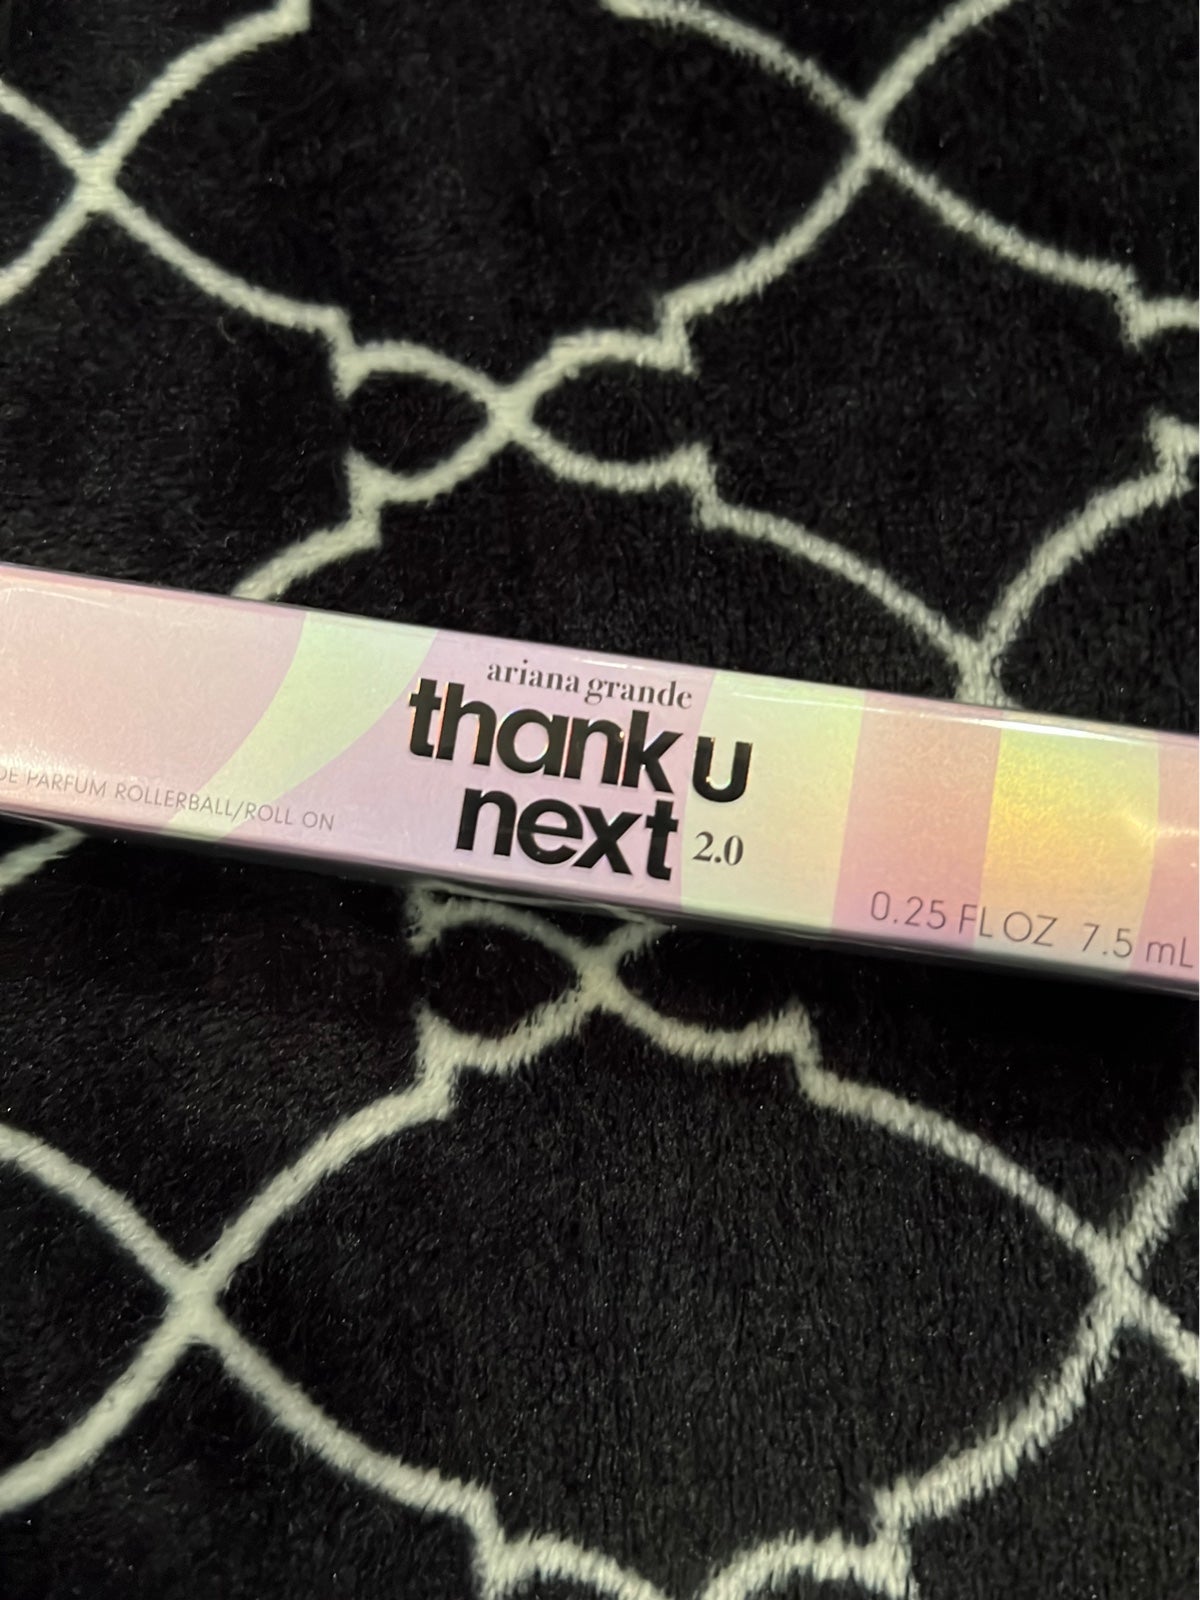 ariana grande
thank u
next 2.0
DE PARFUM ROLLERBALL/ROLL ON
0.25 FL OZ 7.5 mL